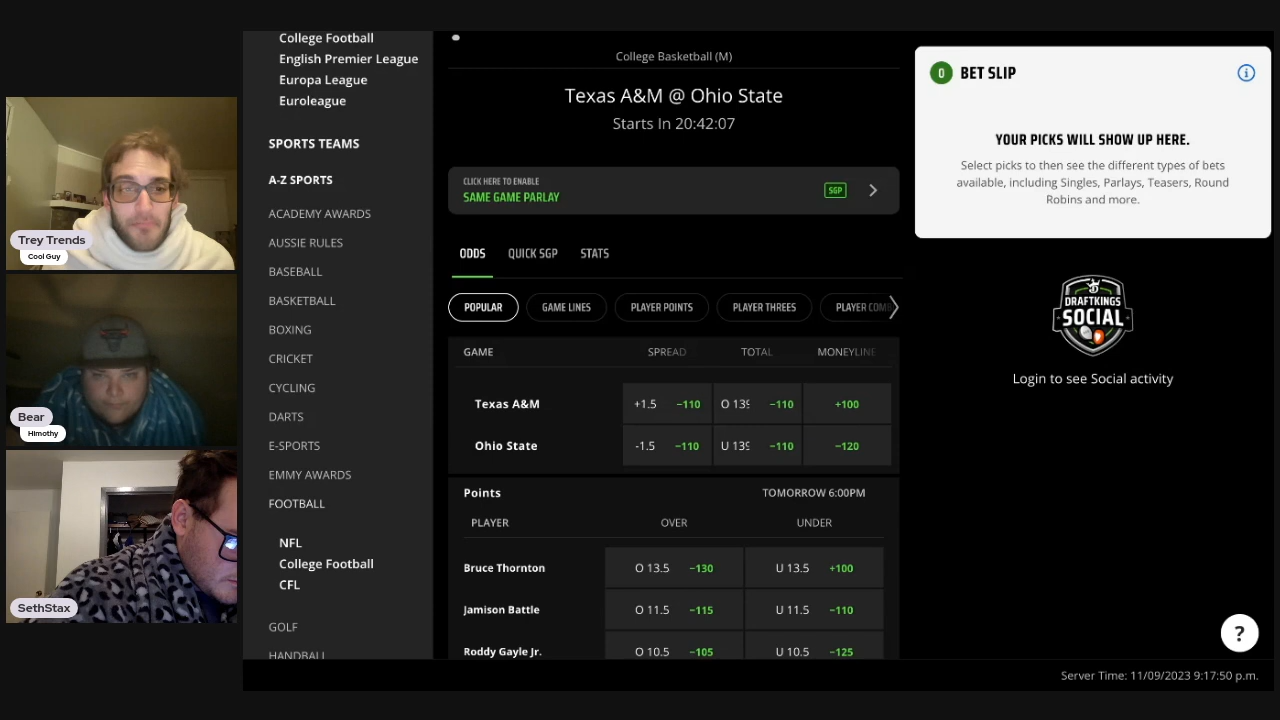 Trey Trends
Cool Guy
Bear
Himothy
SethStax
College Football
English Premier League
Europa League
Euroleague
SPORTS TEAMS
A-Z SPORTS
ACADEMY AWARDS
AUSSIE RULES
BASEBALL
BASKETBALL
BOXING
CRICKET
CYCLING
DARTS
E-SPORTS
EMMY AWARDS
FOOTBALL
NFL
College Football
CFL
GOLF
HANDBALL
College Basketball (M)
Texas A&M @ Ohio State
Starts In 20:42:07
CLICK HERE TO ENABLE
SAME GAME PARLAY
SGP
ODDS QUICK SGP STATS
POPULAR GAME LINES PLAYER POINTS PLAYER THREES PLAYER COMB
GAME SPREAD TOTAL MONEYLINE
Texas A&M +1.5 −110 O 139 −110 +100
Ohio State -1.5 −110 U 139 −110 −120
Points TOMORROW 6:00PM
PLAYER OVER UNDER
Bruce Thornton O 13.5 −130 U 13.5 +100
Jamison Battle O 11.5 −115 U 11.5 −110
Roddy Gayle Jr. O 10.5 −105 U 10.5 −125
0 BET SLIP
YOUR PICKS WILL SHOW UP HERE.
Select picks to then see the different types of bets
available, including Singles, Parlays, Teasers, Round
Robins and more.
DRAFTKINGS
SOCIAL
Login to see Social activity
?
Server Time: 11/09/2023 9:17:50 p.m.